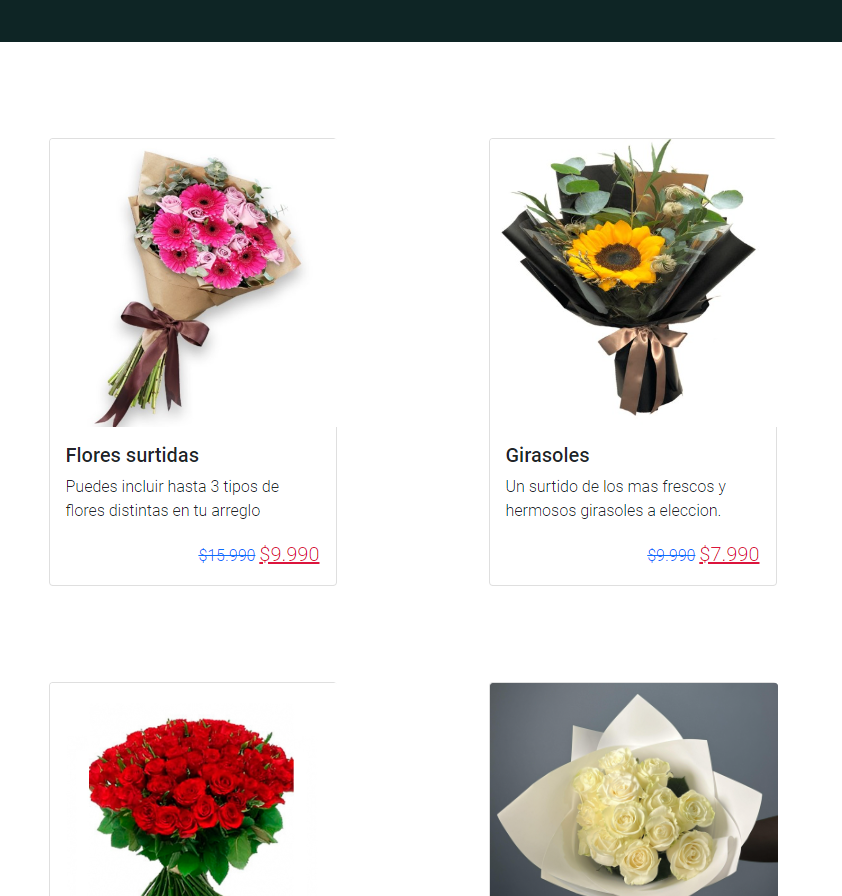 Flores surtidas
Puedes incluir hasta 3 tipos de
flores distintas en tu arreglo
$15.990 $9.990
Girasoles
Un surtido de los mas frescos y
hermosos girasoles a eleccion.
$9.990 $7.990